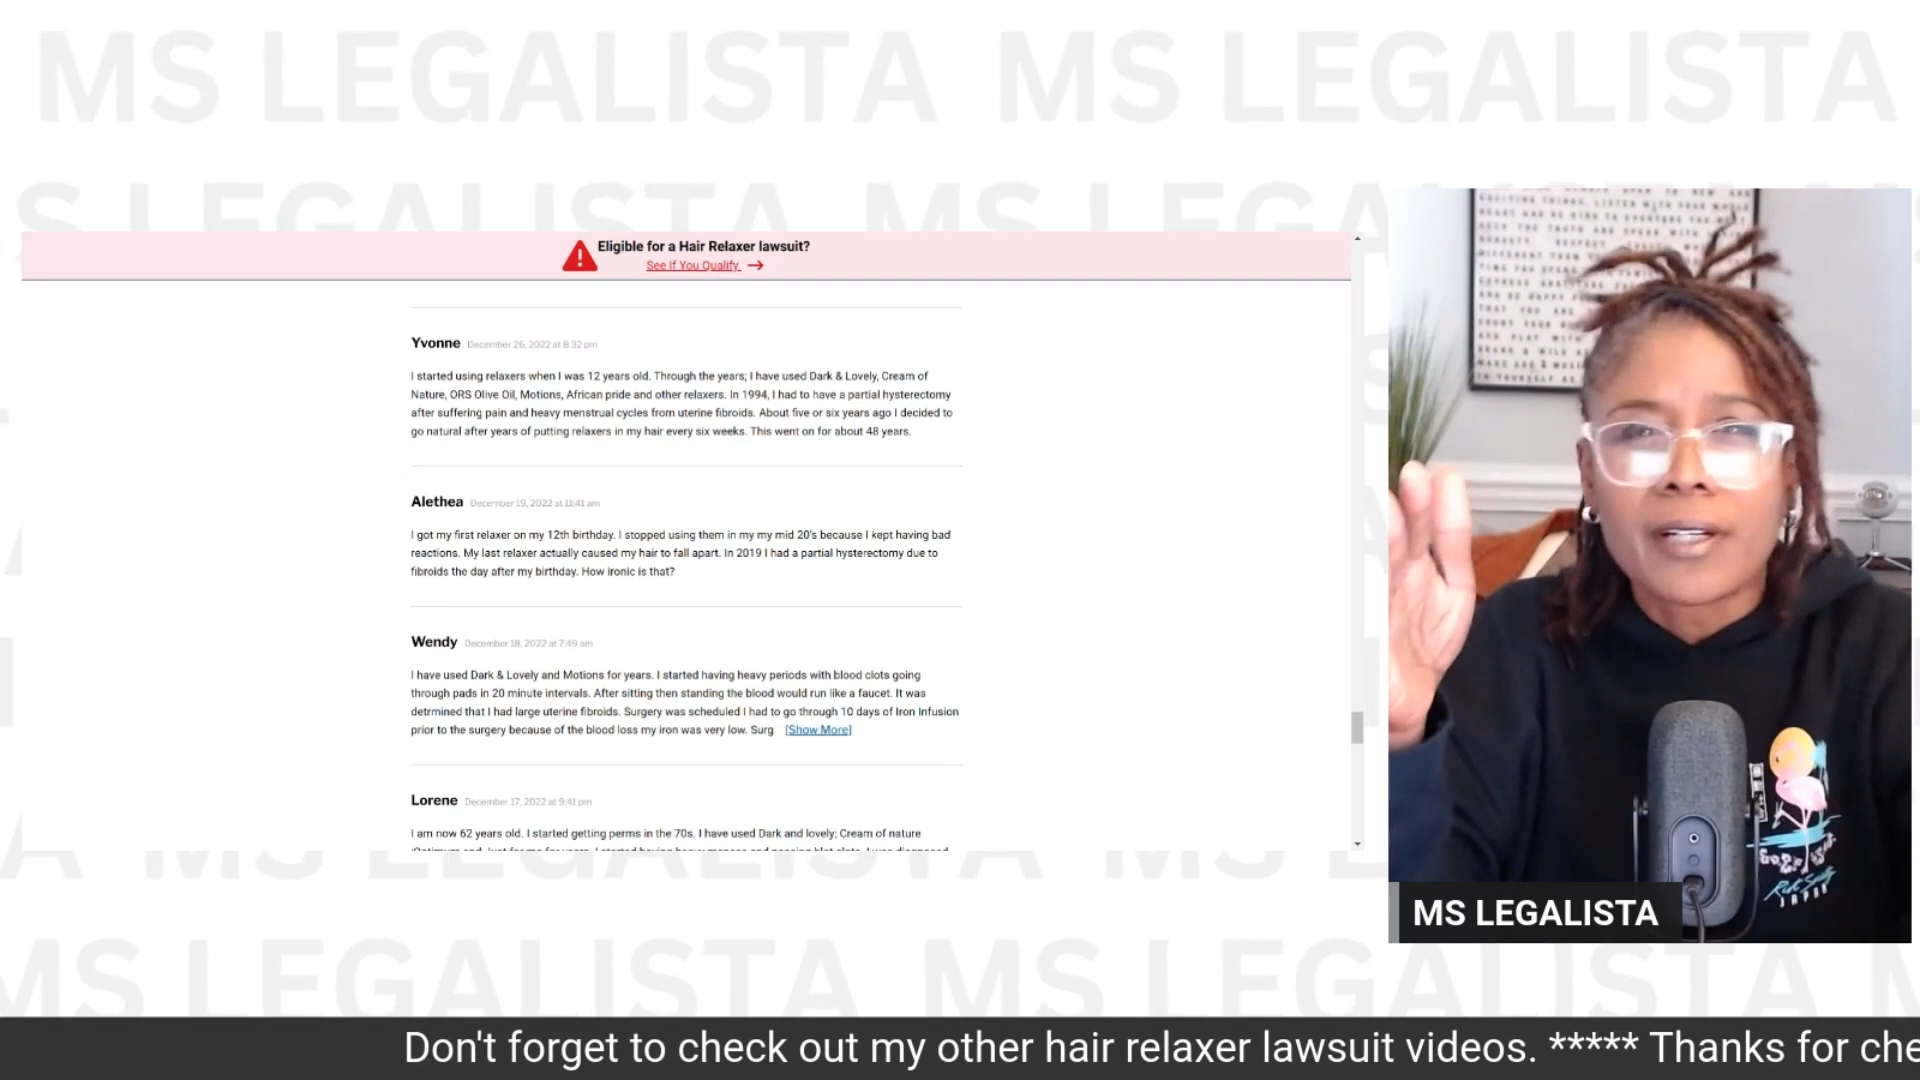 MS LEGALISTA MS LEGALISTA
S LEGALISTA MS LEGA
Eligible for a Hair Relaxer lawsuit?
See If You Qualify →
Yvonne December 26, 2022 at 8:32 pm
I started using relaxers when I was 12 years old. Through the years; I have used Dark & Lovely, Cream of
Nature, ORS Olive Oil, Motions, African pride and other relaxers. In 1994, I had to have a partial hysterectomy
after suffering pain and heavy menstrual cycles from uterine fibroids. About five or six years ago I decided to
go natural after years of putting relaxers in my hair every six weeks. This went on for about 48 years.
Alethea December 19, 2022 at 11:41 am
I got my first relaxer on my 12th birthday. I stopped using them in my my mid 20's because I kept having bad
reactions. My last relaxer actually caused my hair to fall apart. In 2019 I had a partial hysterectomy due to
fibroids the day after my birthday. How ironic is that?
Wendy December 18, 2022 at 7:49 am
I have used Dark & Lovely and Motions for years. I started having heavy periods with blood clots going
through pads in 20 minute intervals. After sitting then standing the blood would run like a faucet. It was
detrmined that I had large uterine fibroids. Surgery was scheduled I had to go through 10 days of Iron Infusion
prior to the surgery because of the blood loss my iron was very low. Surg [Show More]
Lorene December 17, 2022 at 9:41 pm
I am now 62 years old. I started getting perms in the 70s. I have used Dark and lovely; Cream of nature
A MS LEGALISTA MS
MS LEGALISTA
MS LEGALISTA MS LEGALISTA M
Don't forget to check out my other hair relaxer lawsuit videos. ***** Thanks for che